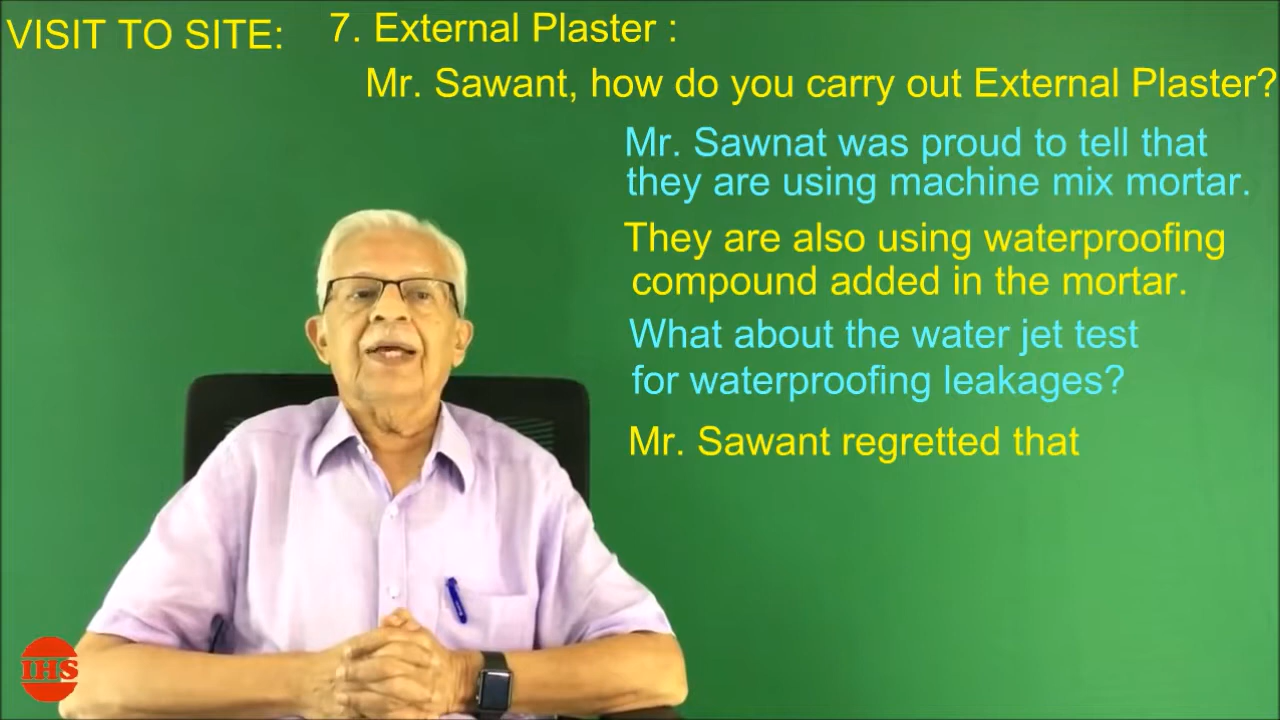 VISIT TO SITE:
7. External Plaster :
Mr. Sawant, how do you carry out External Plaster?
Mr. Sawnat was proud to tell that
they are using machine mix mortar.
They are also using waterproofing
compound added in the mortar.
What about the water jet test
for waterproofing leakages?
Mr. Sawant regretted that
IHS